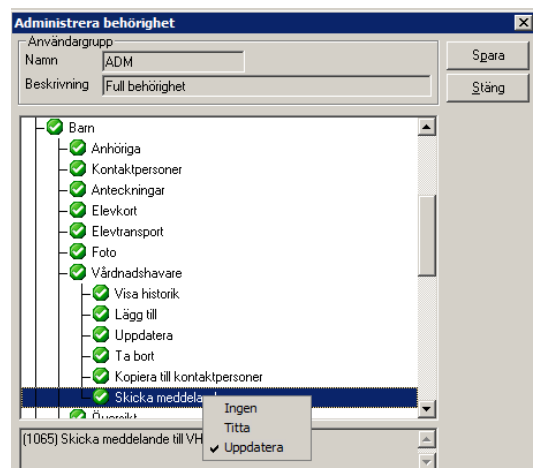 Administrera behörighet
Användargrupp
Namn ADM
Spara
Beskrivning Full behörighet
Stäng
Barn
Anhöriga
Kontaktpersoner
Anteckningar
Elevkort
Elevtransport
Foto
Vårdnadshavare
Visa historik
Lägg till
Uppdatera
Ta bort
Kopiera till kontaktpersoner
Skicka
Ingen
Översikt
Titta
(1065) Skicka meddelande till VH
Uppdatera